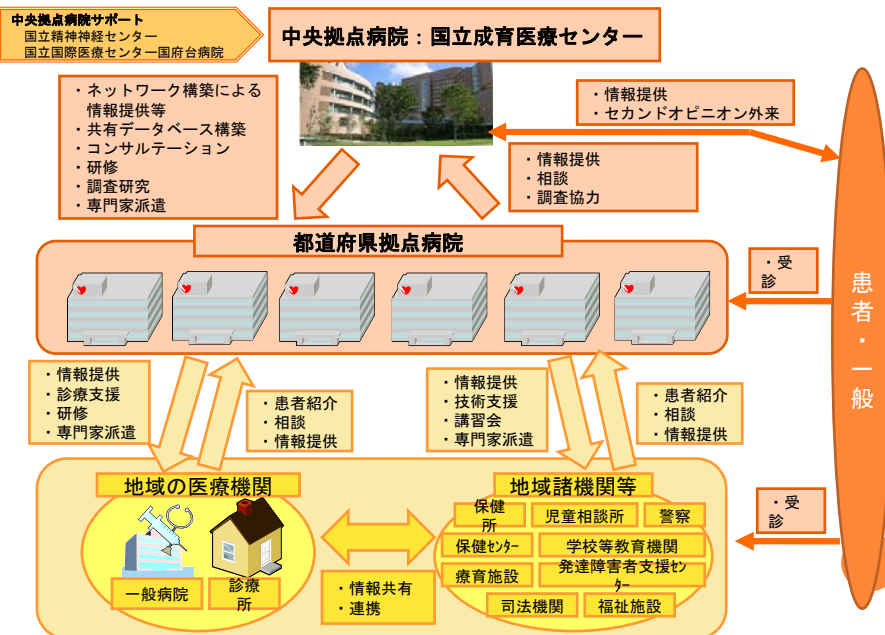 中央拠点病院サポート
国立精神神経センター
国立国際医療センター国府台病院
中央拠点病院：国立成育医療センター
・ネットワーク構築による
情報提供等
・共有データベース構築
・コンサルテーション
・研修
・調査研究
・専門家派遣
・情報提供
・セカンドオピニオン外来
・情報提供
・相談
・調査協力
都道府県拠点病院
・受
診
患者・一般
・情報提供
・診療支援
・研修
・専門家派遣
・患者紹介
・相談
・情報提供
・情報提供
・技術支援
・講習会
・専門家派遣
・患者紹介
・相談
・情報提供
地域の医療機関
一般病院
診療
所
・情報共有
・連携
地域諸機関等
保健
所
児童相談所
警察
保健センター
学校等教育機関
療育施設
発達障害者支援セン
ター
司法機関
福祉施設
・受
診